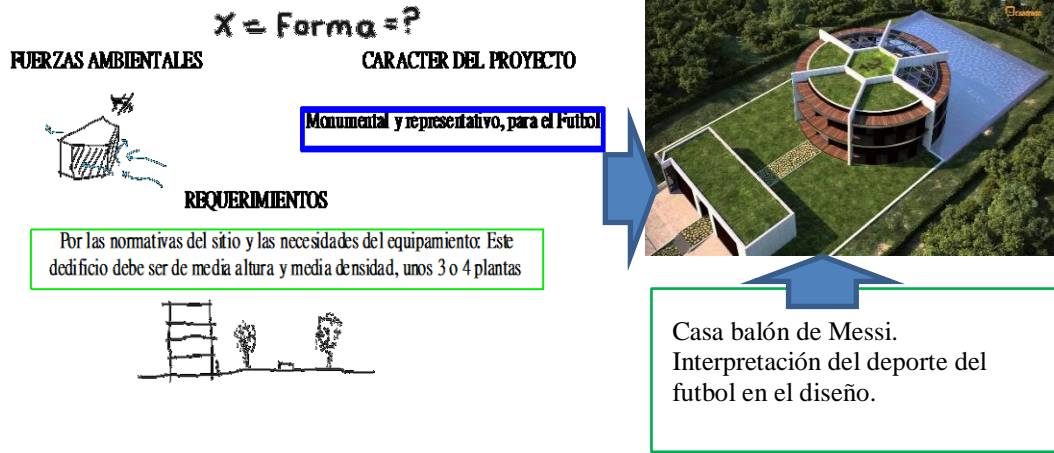 X = Forma = ?
FUERZAS AMBIENTALES
CARACTER DEL PROYECTO
Monumental y representativo, para el Futbol
REQUERIMIENTOS
Por las normativas del sitio y las necesidades del equipamiento: Este
dedificio debe ser de media altura y media densidad, unos 3 o 4 plantas
Casa balón de Messi.
Interpretación del deporte del
futbol en el diseño.